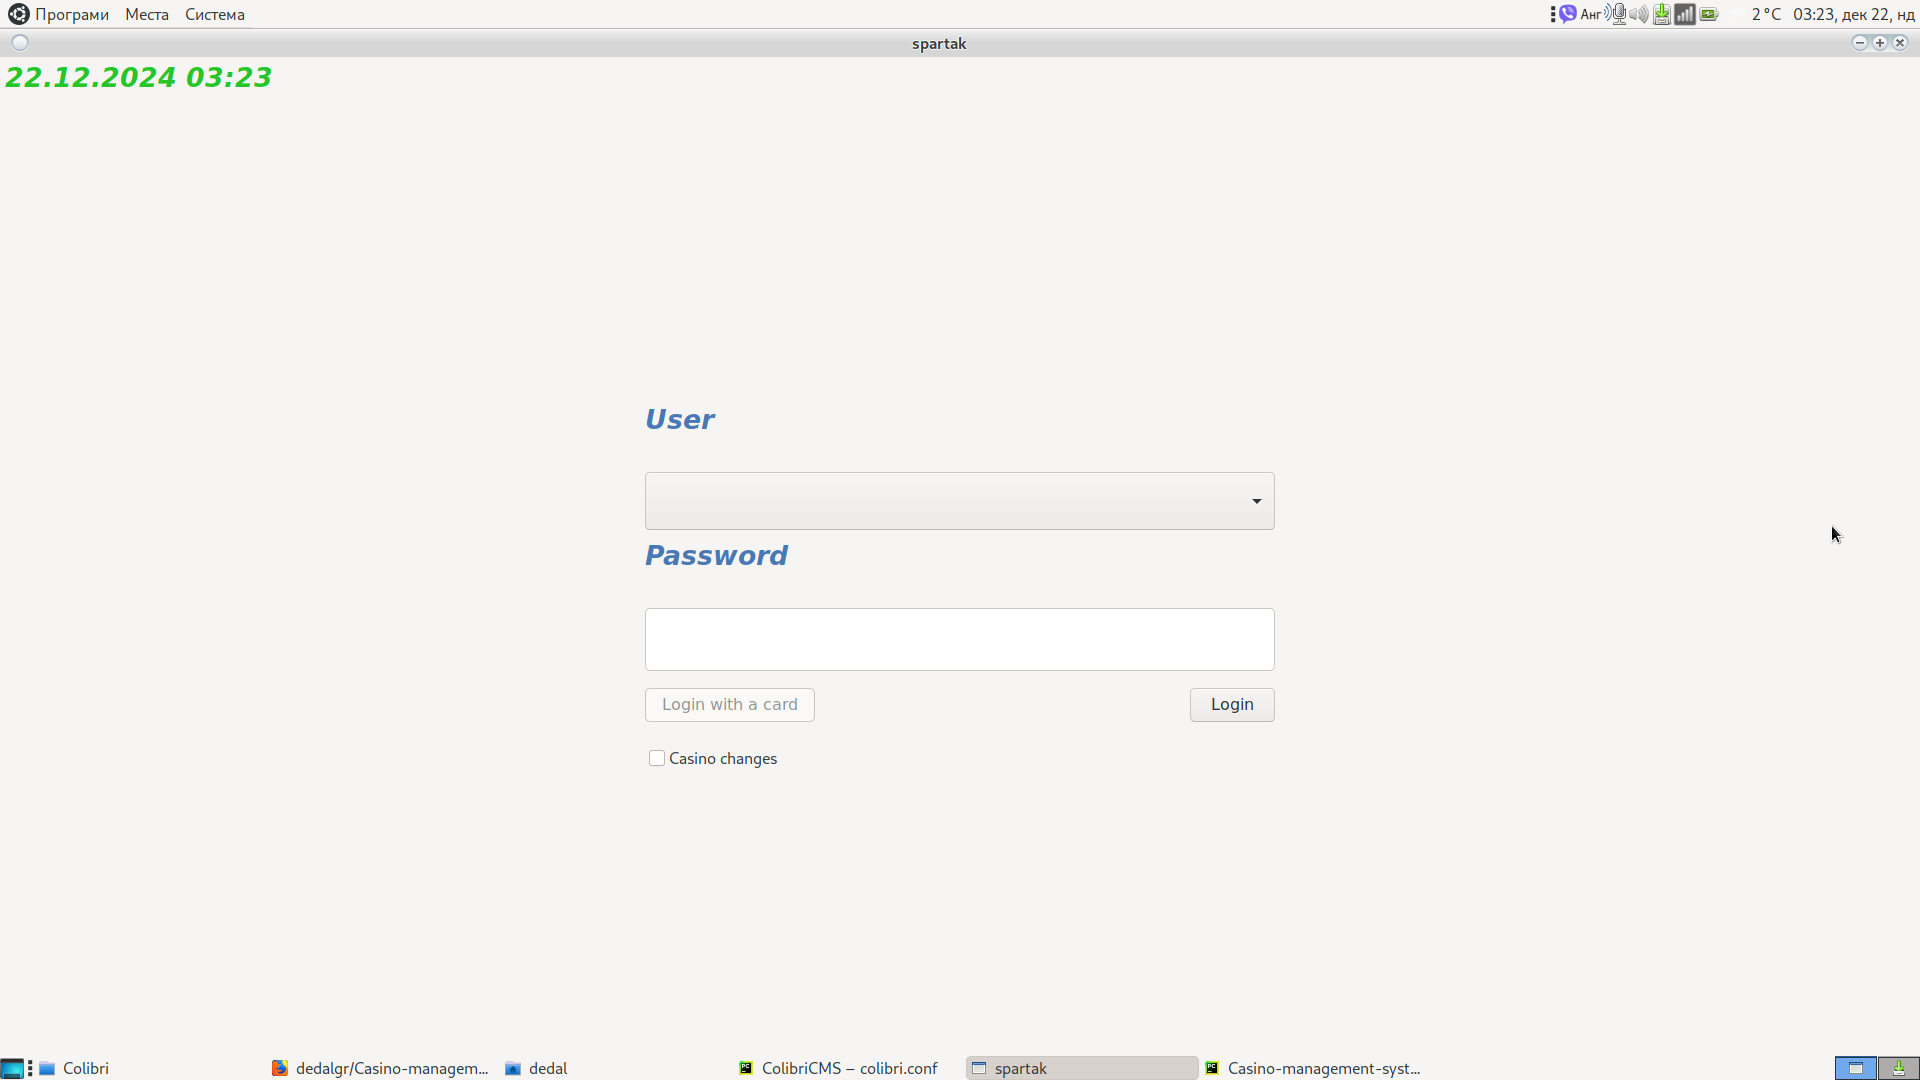 Програми Места Система Анг 2 °C 03:23, дек 22, нд
spartak
22.12.2024 03:23
User
Password
Login with a card Login
Casino changes
Colibri dedalgr/Casino-managem... dedal ColibriCMS – colibri.conf spartak Casino-management-syst...